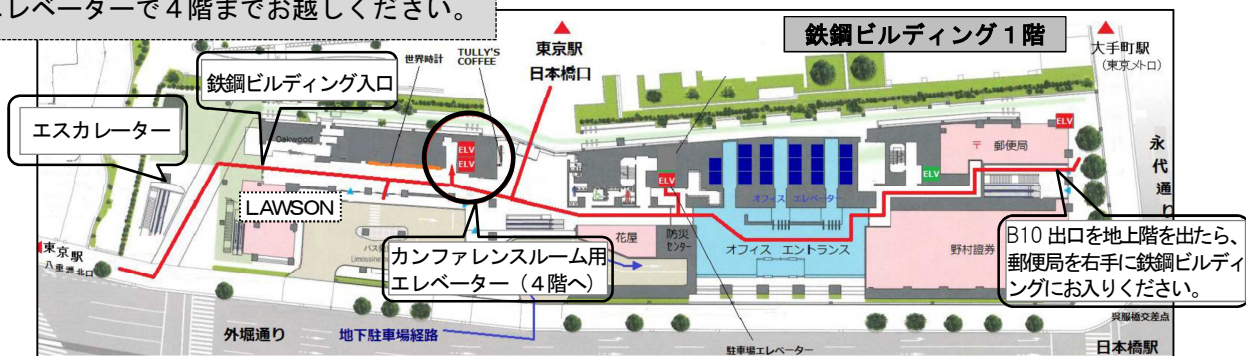 エレベーターで４階までお越しください。
鉄鋼ビルディング１階
東京駅
日本橋口
大手町駅
（東京メトロ）
世界時計
TULLY'S
COFFEE
鉄鋼ビルディング入口
エスカレーター
Oakwood
ELV
ELV
ELV
ELV
ELV
〒 郵便局
永代通り
LAWSON
オフィス エレベーター
花屋
防災
センター
オフィス エントランス
野村證券
カンファレンスルーム用
エレベーター（４階へ）
B10 出口を地上階を出たら、
郵便局を右手に鉄鋼ビルディ
ングにお入りください。
東京駅
八重洲北口
Limousine
外堀通り
地下駐車場経路
駐車場エレベーター
呉服橋交差点
日本橋駅